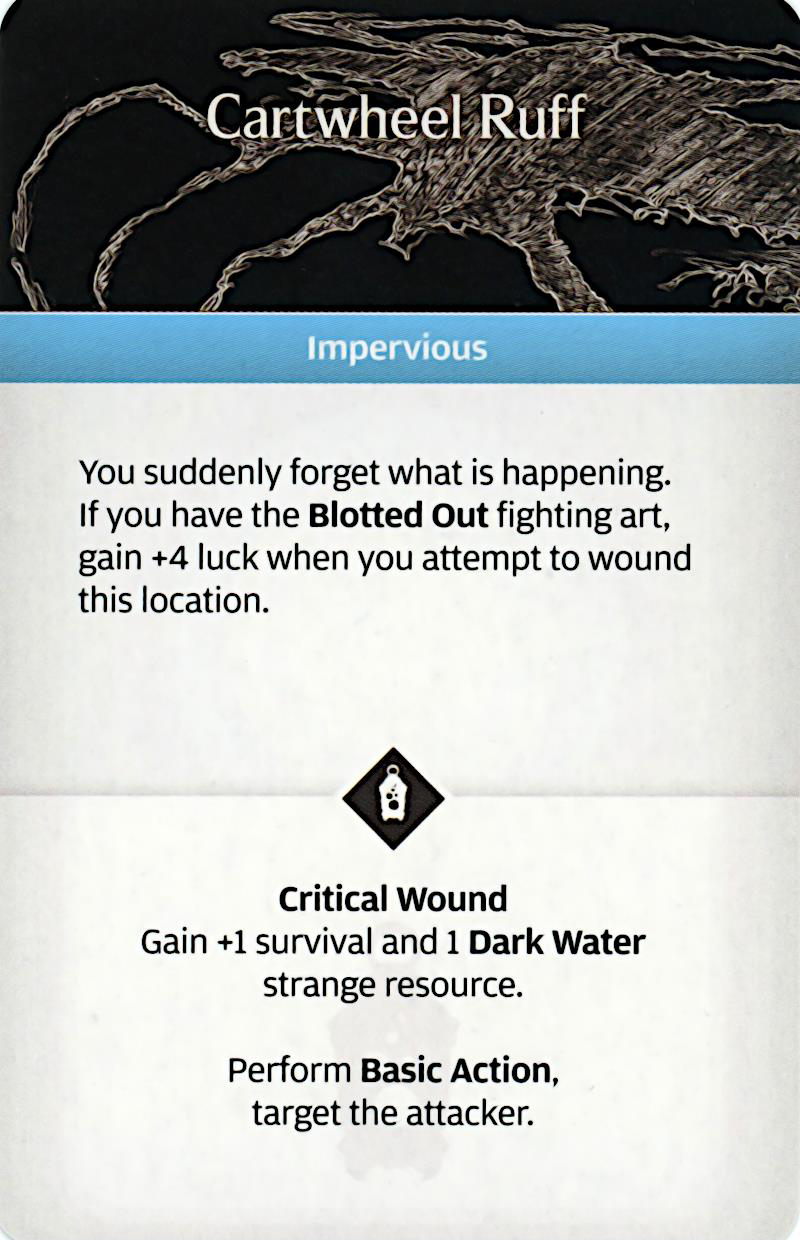 Cartwheel Ruff
Impervious
You suddenly forget what is happening.
If you have the Blotted Out fighting art,
gain +4 luck when you attempt to wound
this location.
Critical Wound
Gain +1 survival and 1 Dark Water
strange resource.
Perform Basic Action,
target the attacker.